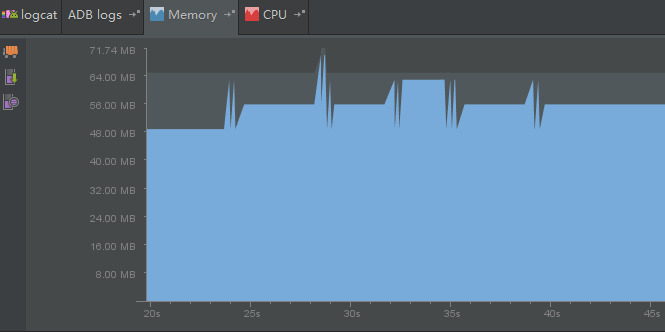 logcat ADB logs Memory CPU
71.74 MB
64.00 MB
56.00 MB
48.00 MB
40.00 MB
32.00 MB
24.00 MB
16.00 MB
8.00 MB
20s 25s 30s 35s 40s 45s